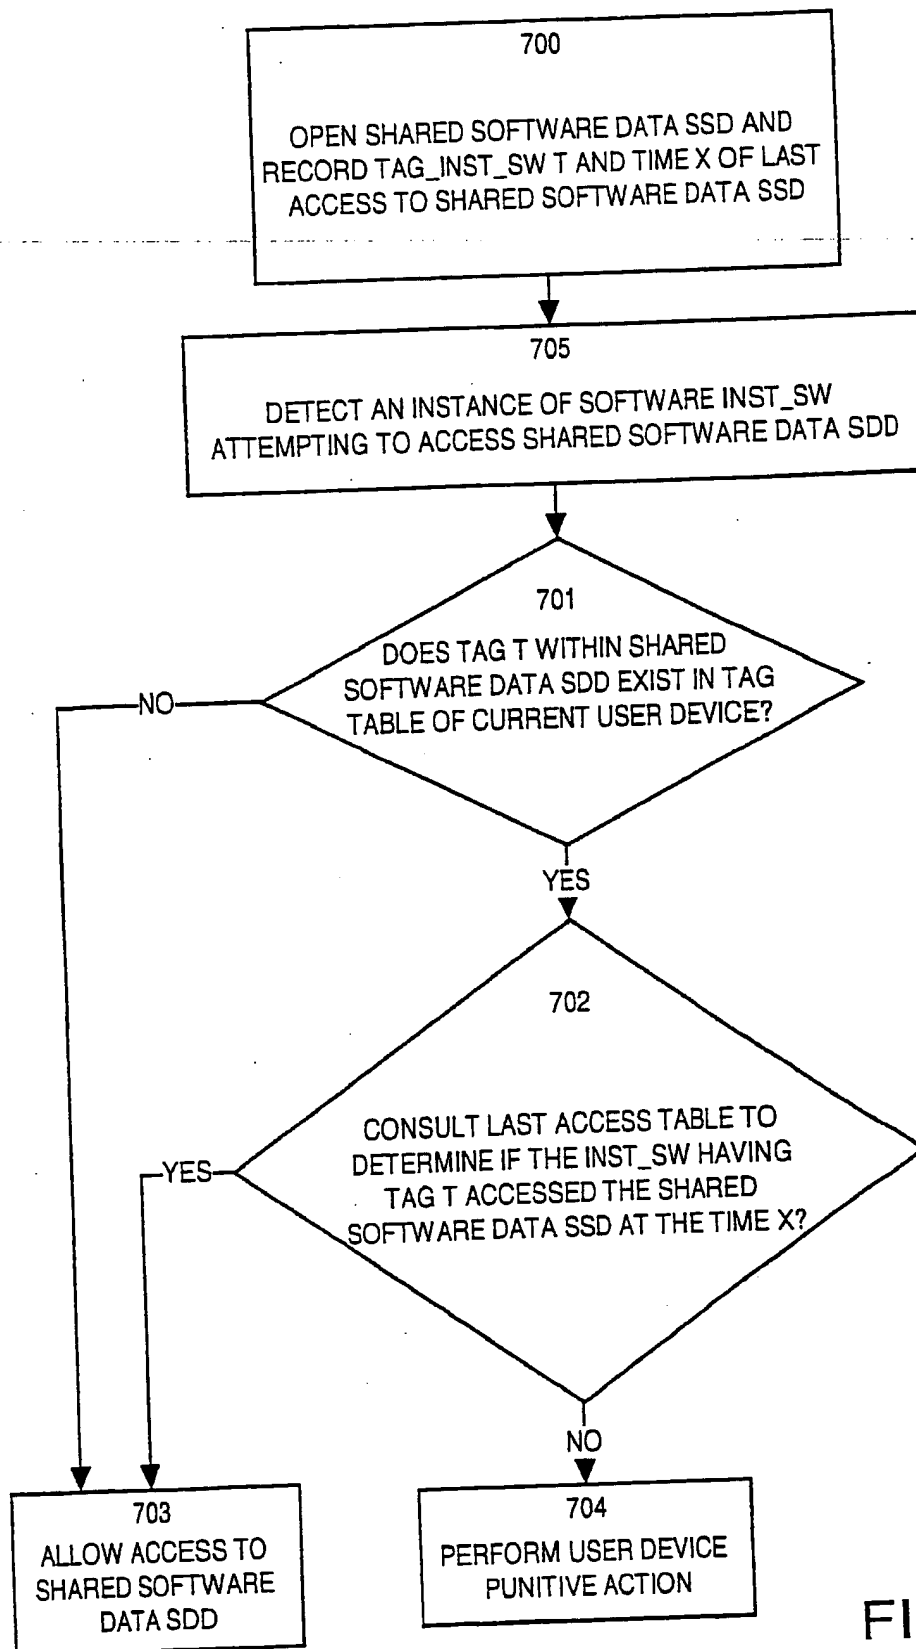 700
OPEN SHARED SOFTWARE DATA SSD AND
RECORD TAG_INST_SW T AND TIME X OF LAST
ACCESS TO SHARED SOFTWARE DATA SSD
705
DETECT AN INSTANCE OF SOFTWARE INST_SW
ATTEMPTING TO ACCESS SHARED SOFTWARE DATA SDD
701
DOES TAG T WITHIN SHARED
SOFTWARE DATA SDD EXIST IN TAG
TABLE OF CURRENT USER DEVICE?
NO
YES
702
CONSULT LAST ACCESS TABLE TO
DETERMINE IF THE INST_SW HAVING
TAG T ACCESSED THE SHARED
SOFTWARE DATA SSD AT THE TIME X?
YES
NO
703
ALLOW ACCESS TO
SHARED SOFTWARE
DATA SDD
704
PERFORM USER DEVICE
PUNITIVE ACTION
FI